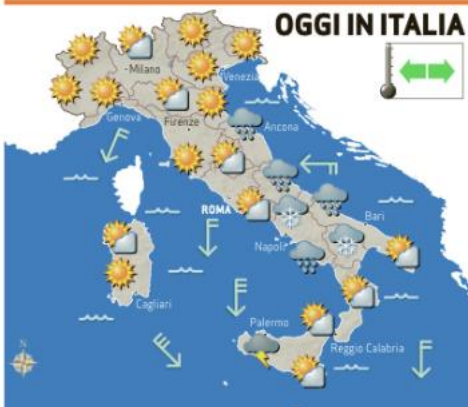 OGGI IN ITALIA
Milano
Venezia
Genova
Firenze
Ancona
ROMA
Bari
Napoli
Cagliari
Palermo
Reggio Calabria
N